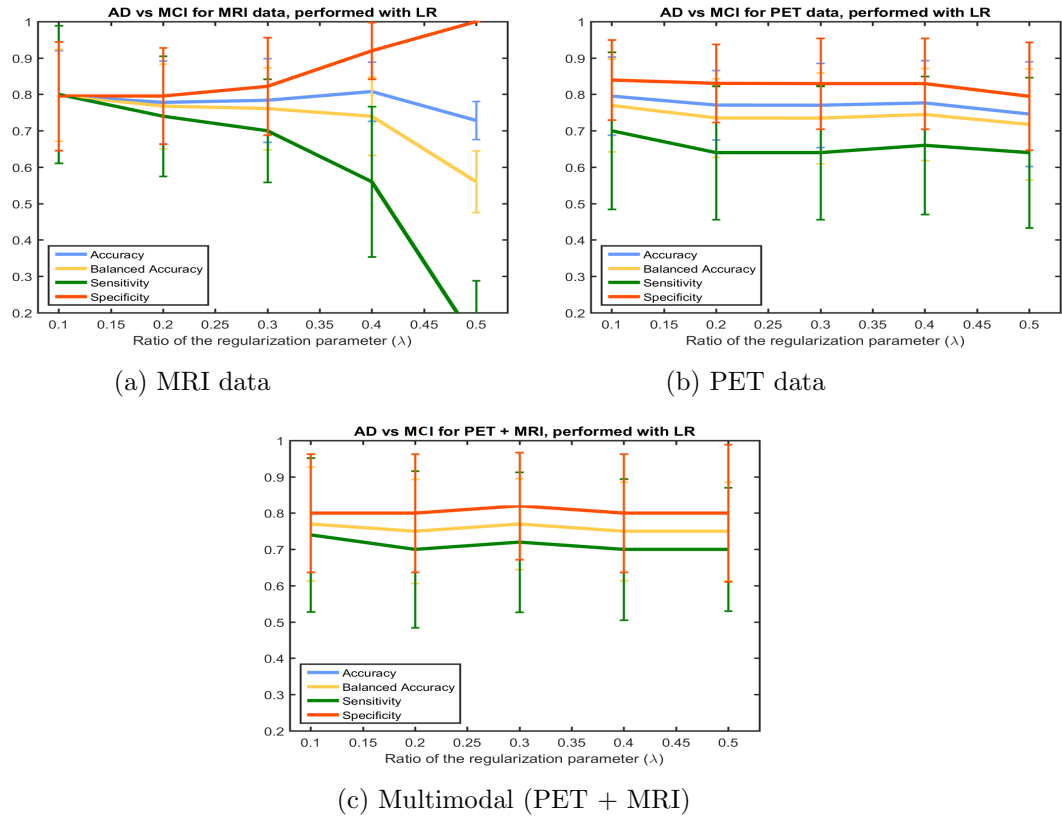 AD vs MCI for MRI data, performed with LR
1
0.9
0.8
0.7
0.6
0.5
0.4
0.3
0.2
Accuracy
Balanced Accuracy
Sensitivity
Specificity
0.1 0.15 0.2 0.25 0.3 0.35 0.4 0.45 0.5
Ratio of the regularization parameter (λ)
(a) MRI data
AD vs MCI for PET data, performed with LR
1
0.9
0.8
0.7
0.6
0.5
0.4
0.3
0.2
Accuracy
Balanced Accuracy
Sensitivity
Specificity
0.1 0.15 0.2 0.25 0.3 0.35 0.4 0.45 0.5
Ratio of the regularization parameter (λ)
(b) PET data
AD vs MCI for PET + MRI, performed with LR
1
0.9
0.8
0.7
0.6
0.5
0.4
0.3
0.2
Accuracy
Balanced Accuracy
Sensitivity
Specificity
0.1 0.15 0.2 0.25 0.3 0.35 0.4 0.45 0.5
Ratio of the regularization parameter (λ)
(c) Multimodal (PET + MRI)